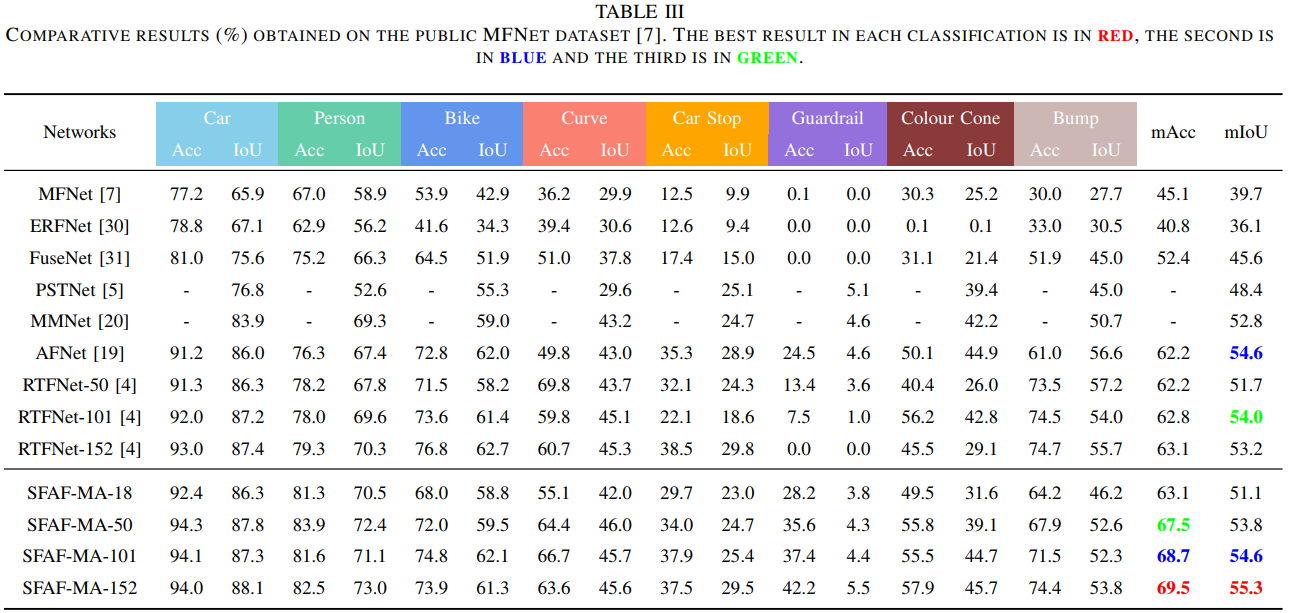 TABLE III
COMPARATIVE RESULTS (%) OBTAINED ON THE PUBLIC MFNET DATASET [7]. THE BEST RESULT IN EACH CLASSIFICATION IS IN RED, THE SECOND IS
IN BLUE AND THE THIRD IS IN GREEN.
Networks Car Person Bike Curve Car Stop Guardrail Colour Cone Bump mAcc mIoU
Acc IoU Acc IoU Acc IoU Acc IoU Acc IoU Acc IoU Acc IoU Acc IoU
MFNet [7] 77.2 65.9 67.0 58.9 53.9 42.9 36.2 29.9 12.5 9.9 0.1 0.0 30.3 25.2 30.0 27.7 45.1 39.7
ERFNet [30] 78.8 67.1 62.9 56.2 41.6 34.3 39.4 30.6 12.6 9.4 0.0 0.0 0.1 0.1 33.0 30.5 40.8 36.1
FuseNet [31] 81.0 75.6 75.2 66.3 64.5 51.9 51.0 37.8 17.4 15.0 0.0 0.0 31.1 21.4 51.9 45.0 52.4 45.6
PSTNet [5] - 76.8 - 52.6 - 55.3 - 29.6 - 25.1 - 5.1 - 39.4 - 45.0 - 48.4
MMNet [20] - 83.9 - 69.3 - 59.0 - 43.2 - 24.7 - 4.6 - 42.2 - 50.7 - 52.8
AFNet [19] 91.2 86.0 76.3 67.4 72.8 62.0 49.8 43.0 35.3 28.9 24.5 4.6 50.1 44.9 61.0 56.6 62.2 54.6
RTFNet-50 [4] 91.3 86.3 78.2 67.8 71.5 58.2 69.8 43.7 32.1 24.3 13.4 3.6 40.4 26.0 73.5 57.2 62.2 51.7
RTFNet-101 [4] 92.0 87.2 78.0 69.6 73.6 61.4 59.8 45.1 22.1 18.6 7.5 1.0 56.2 42.8 74.5 54.0 62.8 54.0
RTFNet-152 [4] 93.0 87.4 79.3 70.3 76.8 62.7 60.7 45.3 38.5 29.8 0.0 0.0 45.5 29.1 74.7 55.7 63.1 53.2
SFAF-MA-18 92.4 86.3 81.3 70.5 68.0 58.8 55.1 42.0 29.7 23.0 28.2 3.8 49.5 31.6 64.2 46.2 63.1 51.1
SFAF-MA-50 94.3 87.8 83.9 72.4 72.0 59.5 64.4 46.0 34.0 24.7 35.6 4.3 55.8 39.1 67.9 52.6 67.5 53.8
SFAF-MA-101 94.1 87.3 81.6 71.1 74.8 62.1 66.7 45.7 37.9 25.4 37.4 4.4 55.5 44.7 71.5 52.3 68.7 54.6
SFAF-MA-152 94.0 88.1 82.5 73.0 73.9 61.3 63.6 45.6 37.5 29.5 42.2 5.5 57.9 45.7 74.4 53.8 69.5 55.3